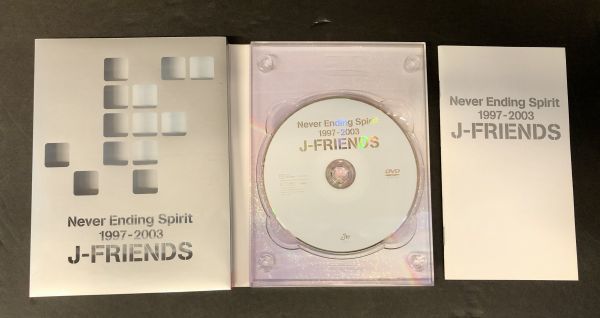 Never Ending Spirit
1997-2003
J-FRIENDS
Never Ending Spirit
1997-2003
J-FRIENDS
DVD
Never Ending Spirit
1997-2003
J-FRIENDS